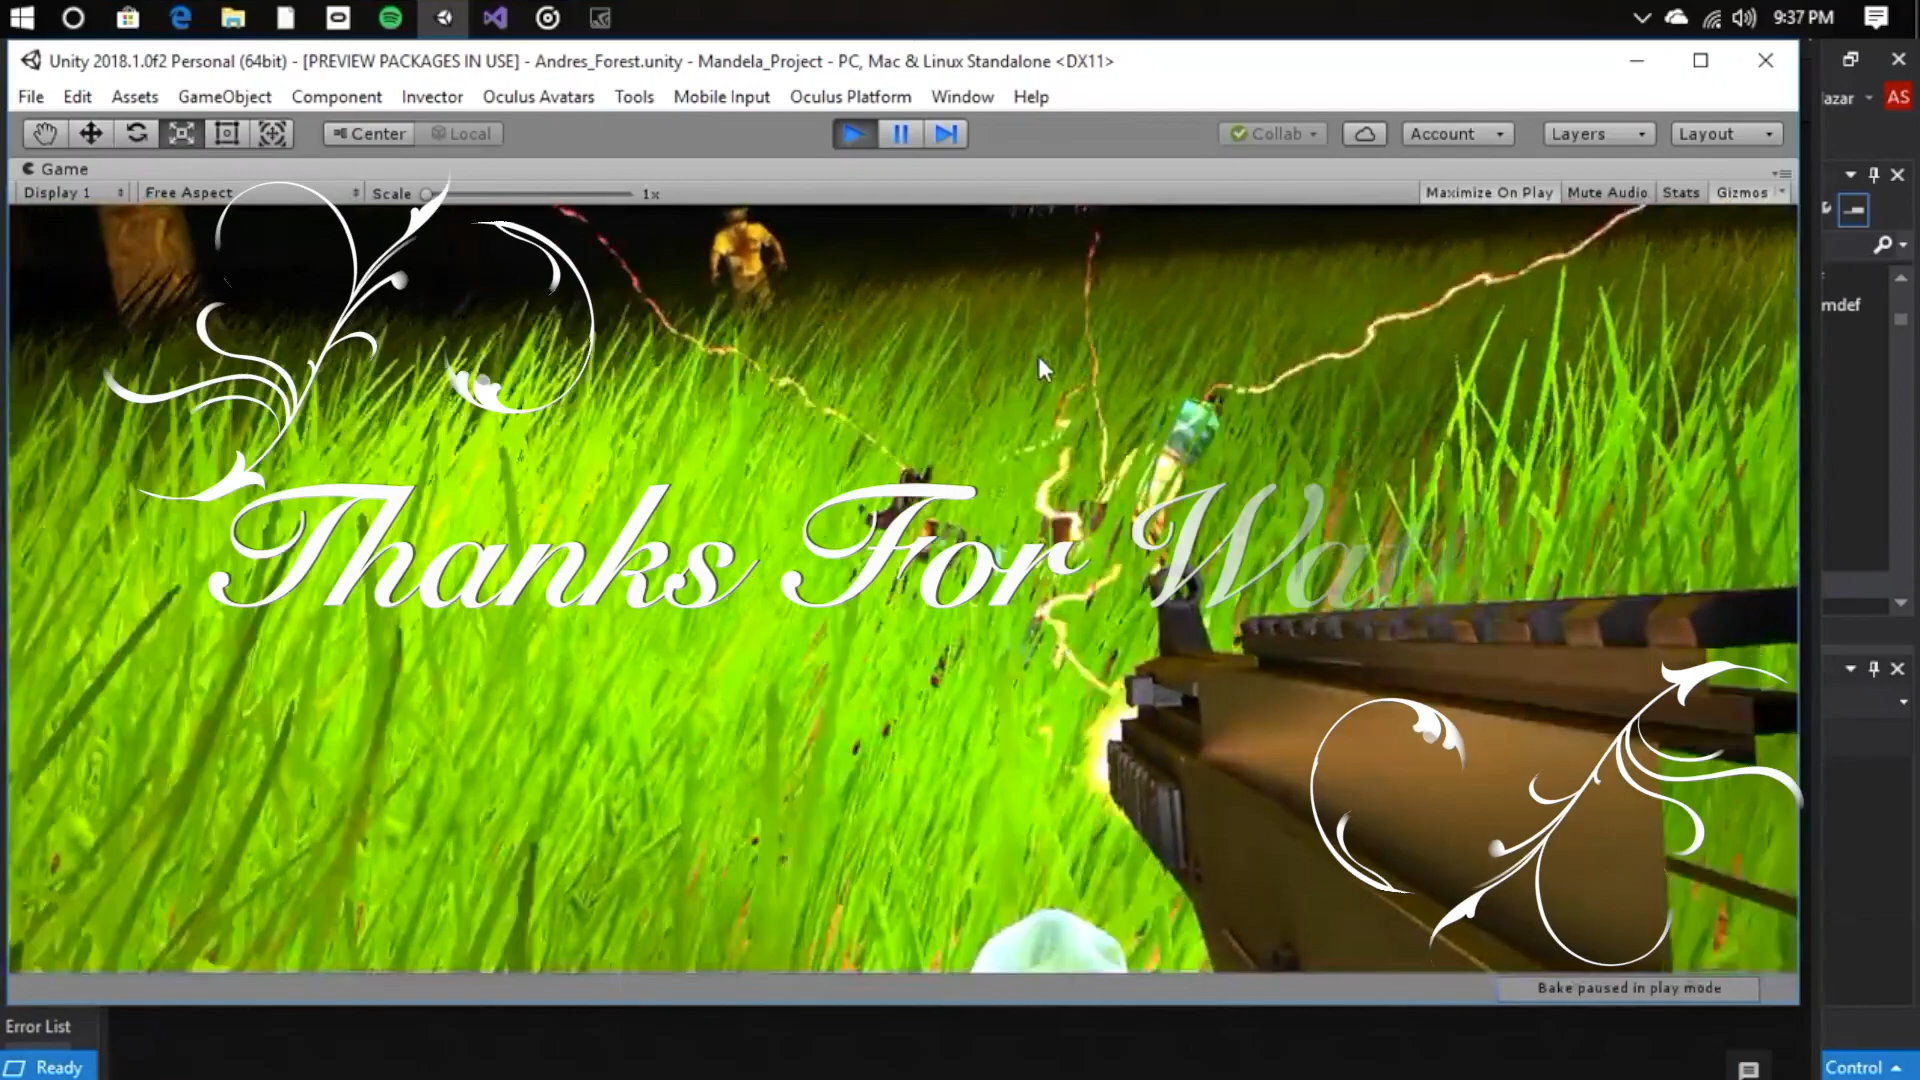 9:37 PM
Unity 2018.1.0f2 Personal (64bit) - [PREVIEW PACKAGES IN USE] - Andres_Forest.unity - Mandela_Project - PC, Mac & Linux Standalone <DX11>
azar AS
File Edit Assets GameObject Component Invector Oculus Avatars Tools Mobile Input Oculus Platform Window Help
Center Local Collab Account Layers Layout
Game
Display 1 Free Aspect Scale 1x Maximize On Play Mute Audio Stats Gizmos
mdef
Thanks For Wat
Bake paused in play mode
Error List
Ready Control